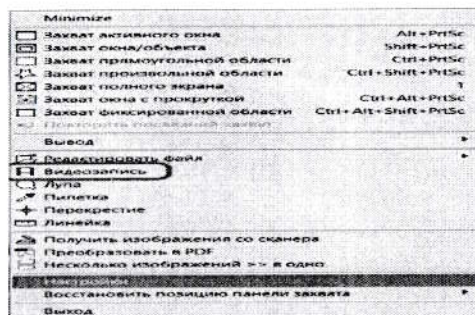 Minimize
Захват активного окна Alt+PrtSc
Захват окна/объекта Shift+PrtSc
Захват прямоугольной области Ctrl+PrtSc
Захват произвольной области Ctrl+Shift+PrtSc
Захват полного экрана
Захват окна с прокруткой Ctrl+Alt+PrtSc
Захват фиксированной области Ctrl+Alt+Shift+PrtSc
Повторить последний захват
Вывод
Редактировать файл
Видеозапись
Лупа
Пипетка
Перекрестие
Линейка
Получить изображения со сканера
Преобразовать в PDF
Несколько изображений >> в одно
Настройки
Восстановить позицию панели захвата
Выход